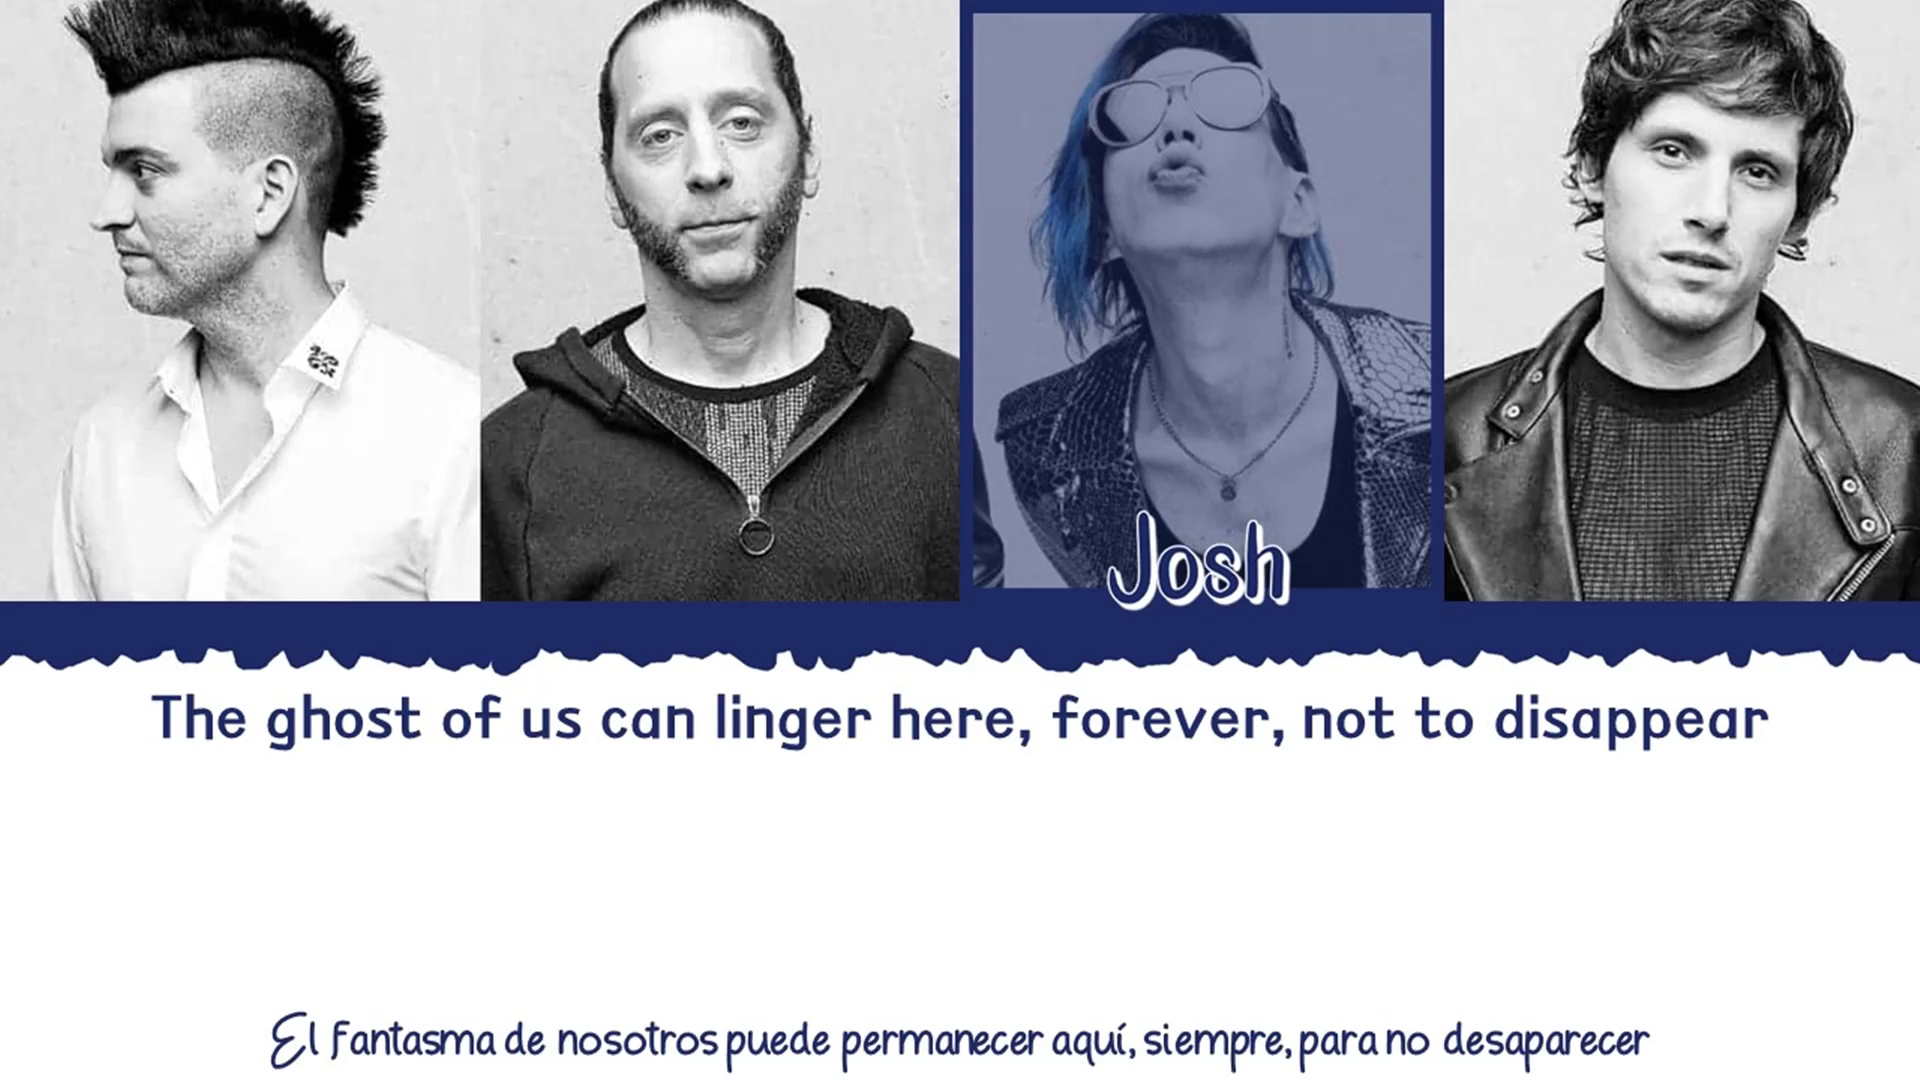 Josh
The ghost of us can linger here, forever, not to disappear
El fantasma de nosotros puede permanecer aquí, siempre, para no desaparecer